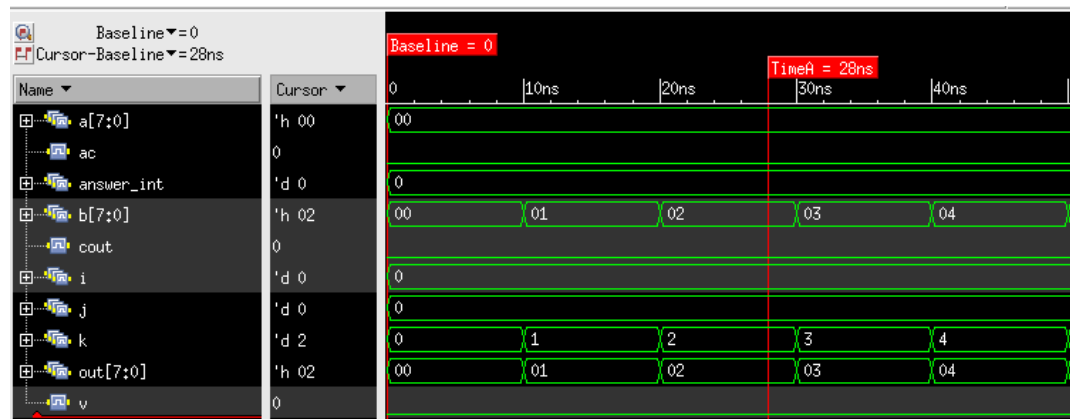 Baseline▼=0
Cursor-Baseline▼=28ns
Baseline = 0
TimeA = 28ns
Name ▼ Cursor ▼ 0 10ns 20ns 30ns 40ns
a[7:0] 'h 00 00
ac 0
answer_int 'd 0 0
b[7:0] 'h 02 00 01 02 03 04
cout 0
i 'd 0 0
j 'd 0 0
k 'd 2 0 1 2 3 4
out[7:0] 'h 02 00 01 02 03 04
v 0